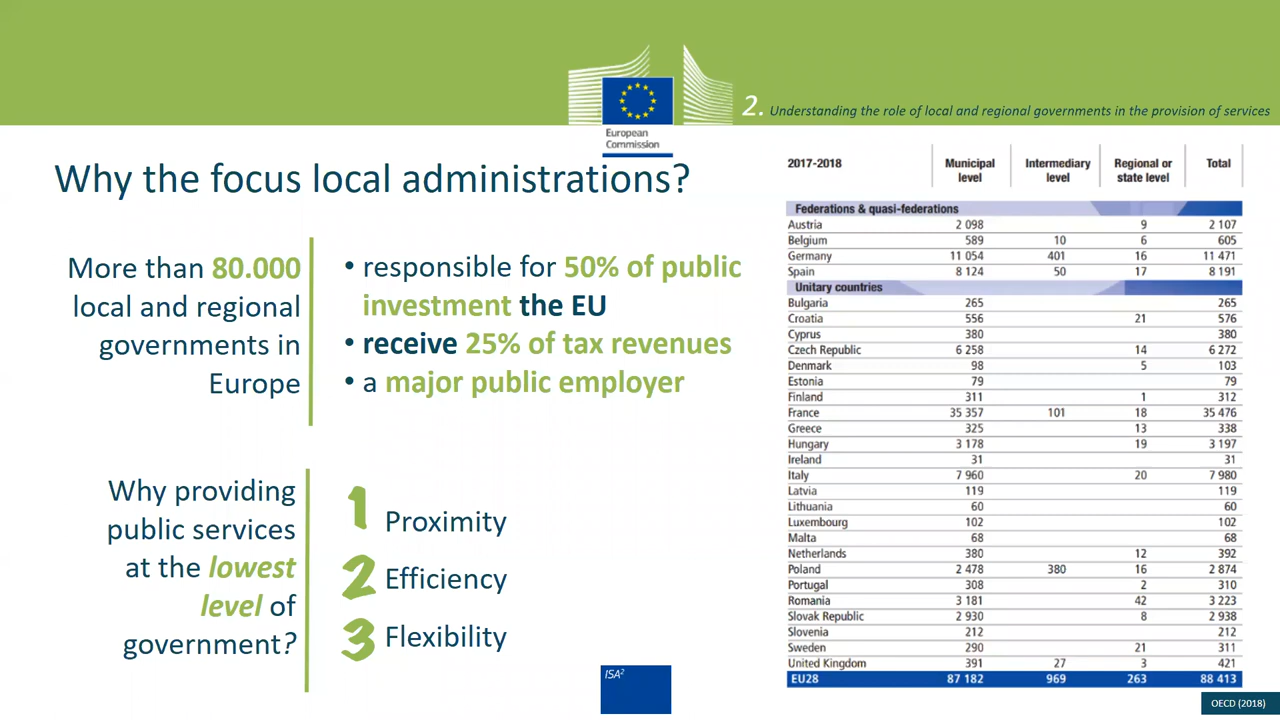 European
Commission
2. Understanding the role of local and regional governments in the provision of services
Why the focus local administrations?
More than 80.000
local and regional
governments in
Europe
• responsible for 50% of public
investment the EU
• receive 25% of tax revenues
• a major public employer
Why providing
public services
at the lowest
level of
government?
1 Proximity
2 Efficiency
3 Flexibility
ISA²
2017-2018 Municipal level Intermediary level Regional or state level Total
Federations & quasi-federations
Austria 2 098 9 2 107
Belgium 589 10 6 605
Germany 11 054 401 16 11 471
Spain 8 124 50 17 8 191
Unitary countries
Bulgaria 265 265
Croatia 556 21 576
Cyprus 380 380
Czech Republic 6 258 14 6 272
Denmark 98 5 103
Estonia 79 79
Finland 311 1 312
France 35 357 101 18 35 476
Greece 325 13 338
Hungary 3 178 19 3 197
Ireland 31 31
Italy 7 960 20 7 980
Latvia 119 119
Lithuania 60 60
Luxembourg 102 102
Malta 68 68
Netherlands 380 12 392
Poland 2 478 380 16 2 874
Portugal 308 2 310
Romania 3 181 42 3 223
Slovak Republic 2 930 8 2 938
Slovenia 212 212
Sweden 290 21 311
United Kingdom 391 27 3 421
EU28 87 182 969 263 88 413
OECD (2018)